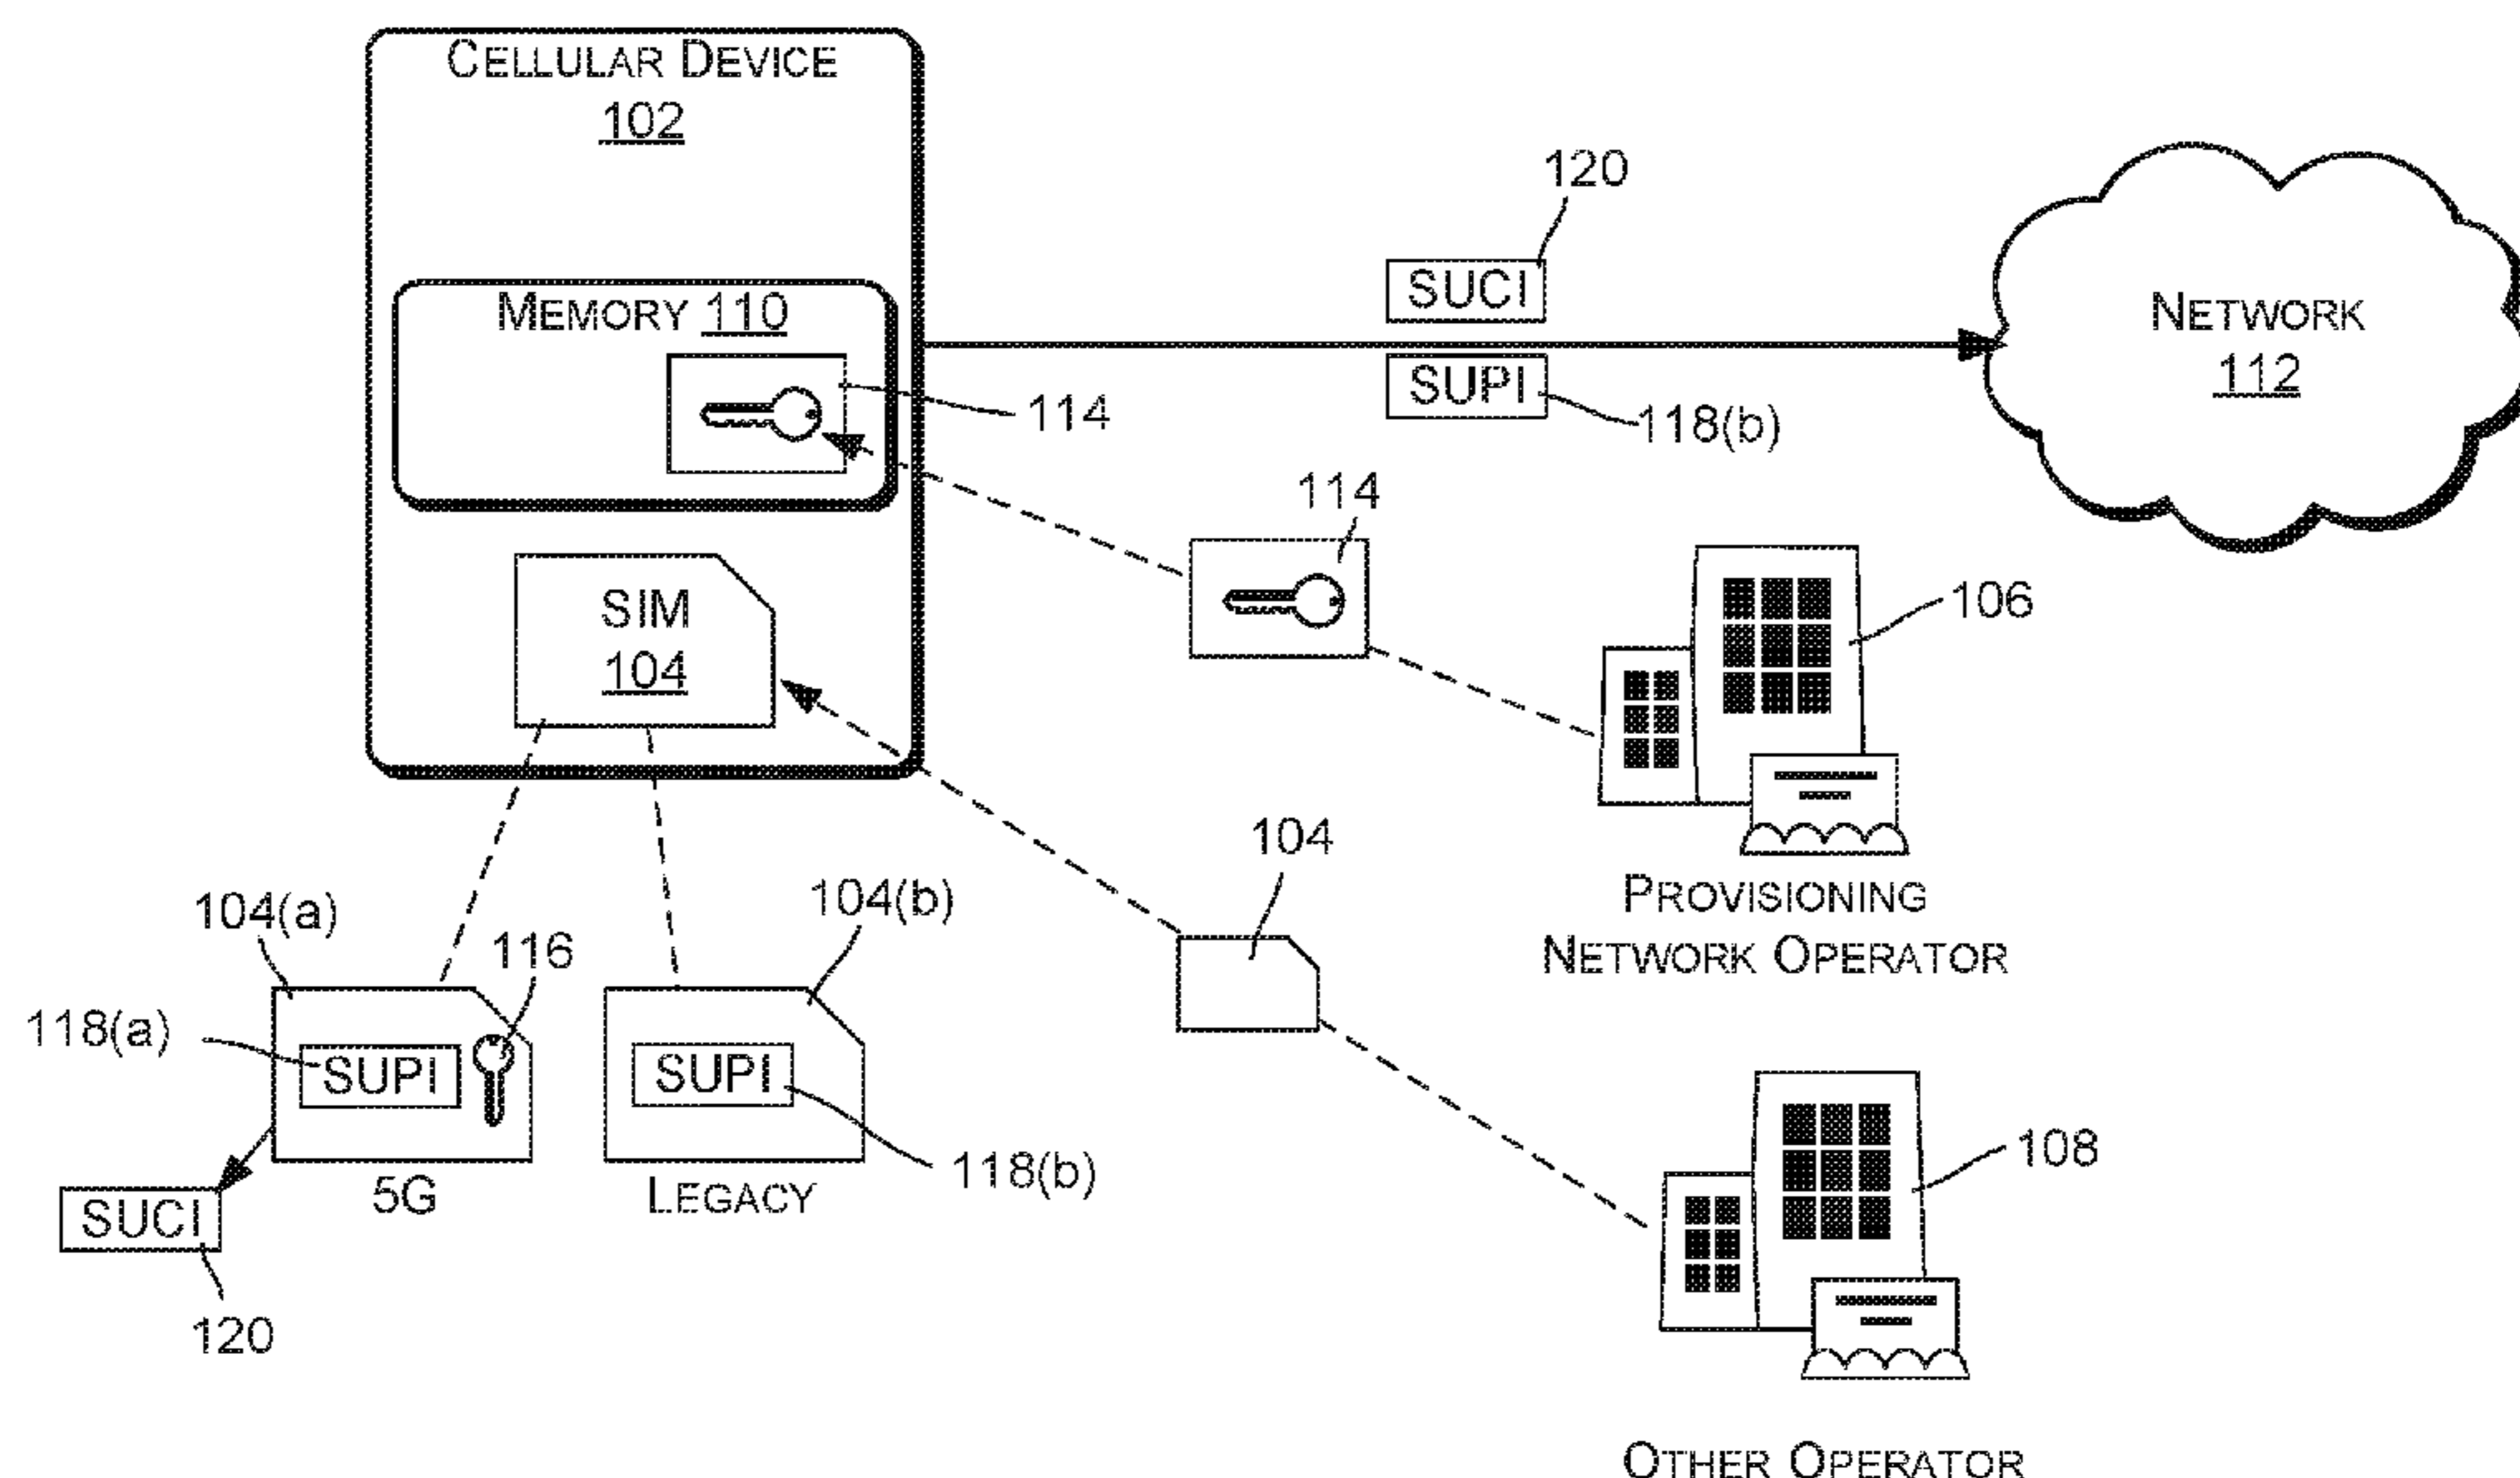 CELLULAR DEVICE
102
120
SUCI
MEMORY 110
NETWORK
112
SUPI
114
118(b)
114
SIM
104
106
104
PROVISIONING
NETWORK OPERATOR
104(a)
104(b)
116
118(a)
SUPI
SUPI
108
118(b)
5G
LEGACY
SUCI
120
OTHER OPERATOR